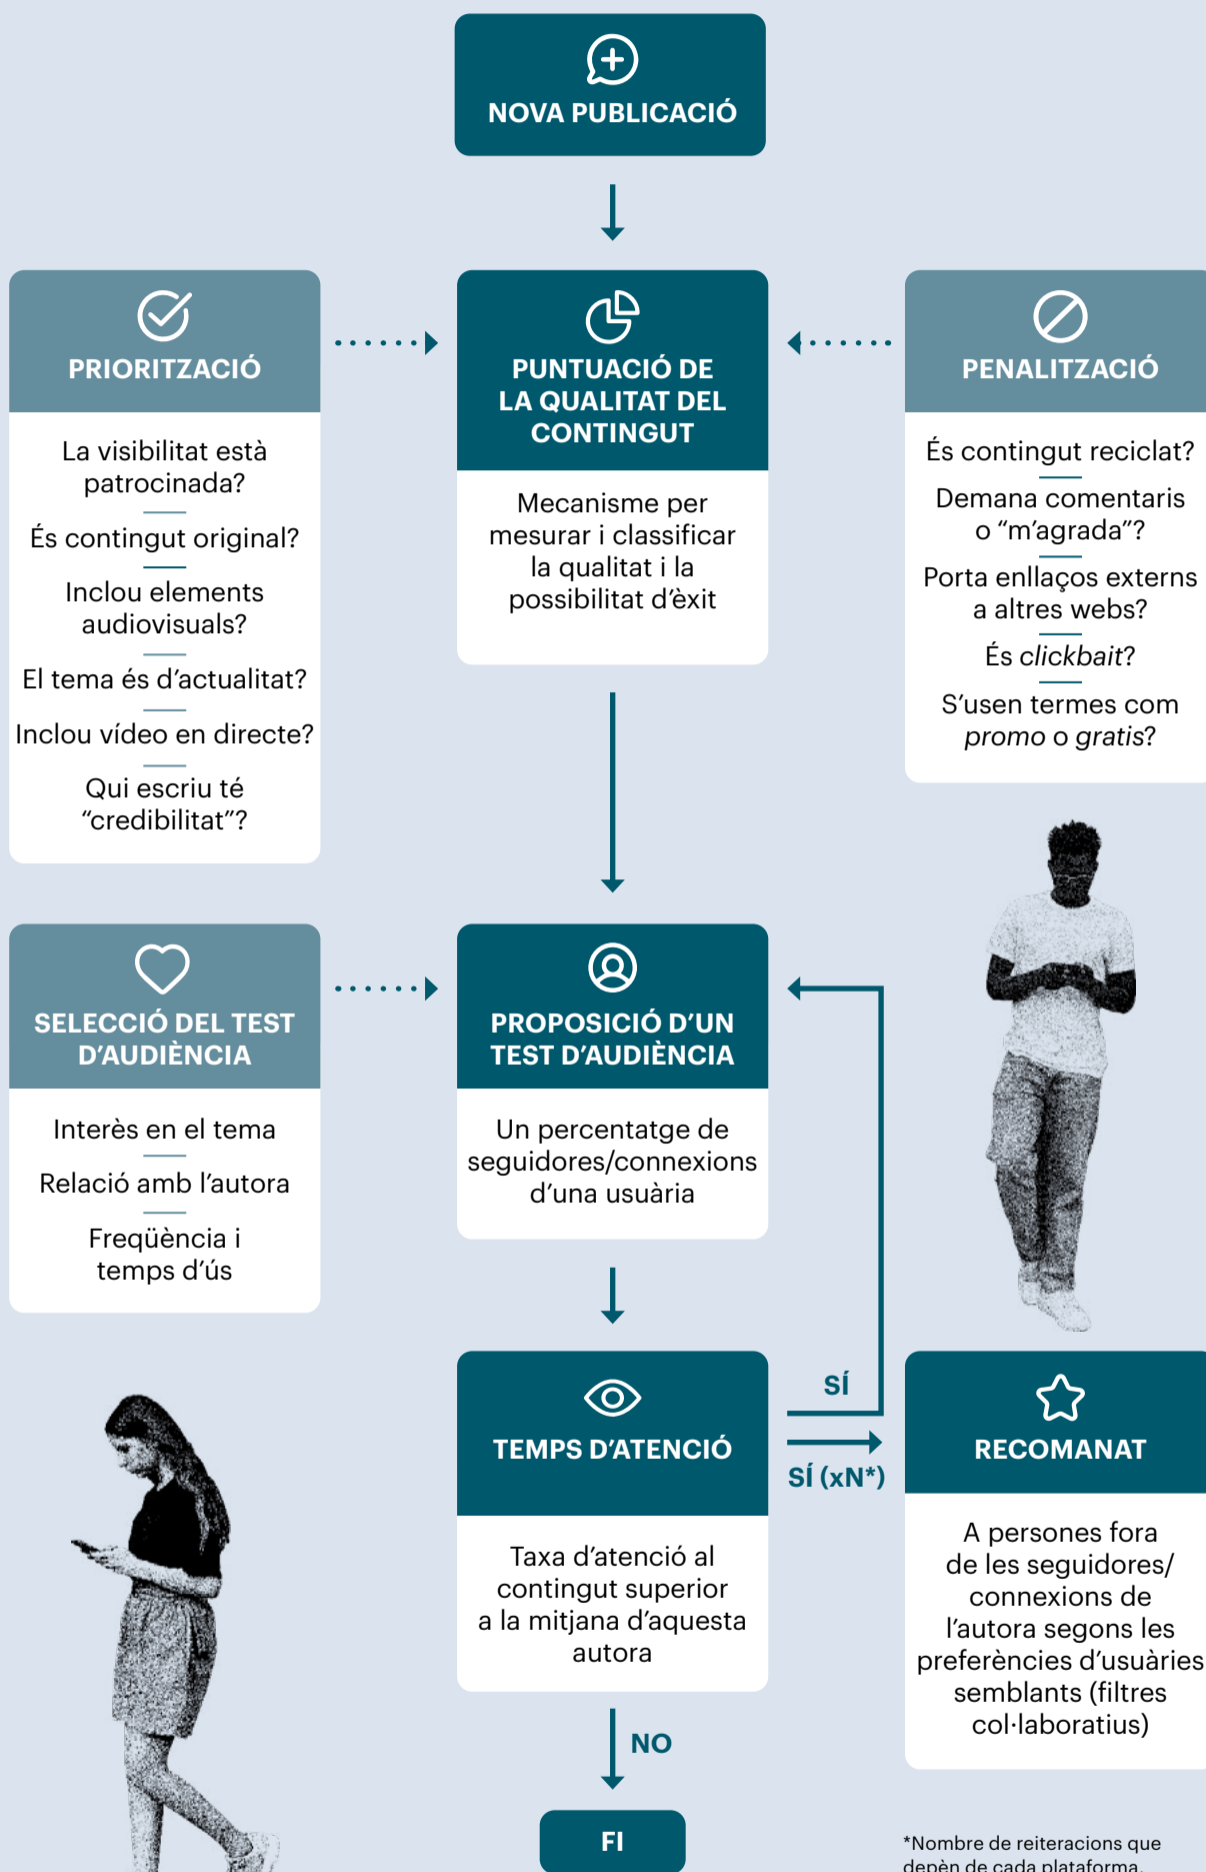 NOVA PUBLICACIÓ
PRIORITZACIÓ
La visibilitat està
patrocinada?
És contingut original?
Inclou elements
audiovisuals?
El tema és d’actualitat?
Inclou vídeo en directe?
Qui escriu té
“credibilitat”?
PUNTUACIÓ DE
LA QUALITAT DEL
CONTINGUT
Mecanisme per
mesurar i classificar
la qualitat i la
possibilitat d’èxit
PENALITZACIÓ
És contingut reciclat?
Demana comentaris
o “m’agrada”?
Porta enllaços externs
a altres webs?
És clickbait?
S’usen termes com
promo o gratis?
SELECCIÓ DEL TEST
D’AUDIÈNCIA
Interès en el tema
Relació amb l’autora
Freqüència i
temps d’ús
PROPOSICIÓ D’UN
TEST D’AUDIÈNCIA
Un percentatge de
seguidores/connexions
d’una usuària
TEMPS D’ATENCIÓ
Taxa d’atenció al
contingut superior
a la mitjana d’aquesta
autora
SÍ
SÍ (xN*)
RECOMANAT
A persones fora
de les seguidores/
connexions de
l’autora segons les
preferències d’usuàries
semblants (filtres
col·laboratius)
NO
FI
*Nombre de reiteracions que
depèn de cada plataforma.